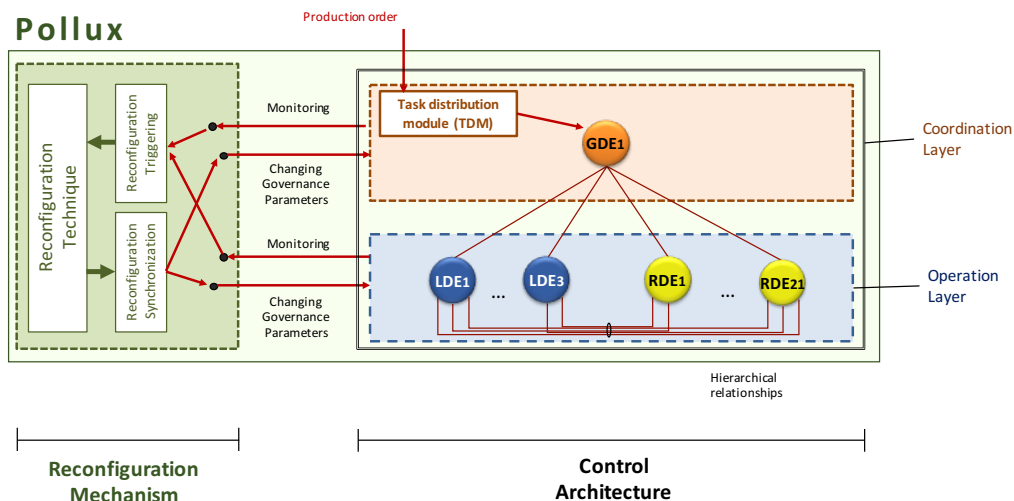 Production order
Pollux
Reconfiguration
Technique
Reconfiguration
Triggering
Reconfiguration
Synchronization
Monitoring
Changing
Governance
Parameters
Monitoring
Changing
Governance
Parameters
Task distribution
module (TDM)
GDE1
LDE1
...
LDE3
RDE1
...
RDE21
Coordination
Layer
Operation
Layer
Hierarchical
relationships
Reconfiguration
Mechanism
Control
Architecture